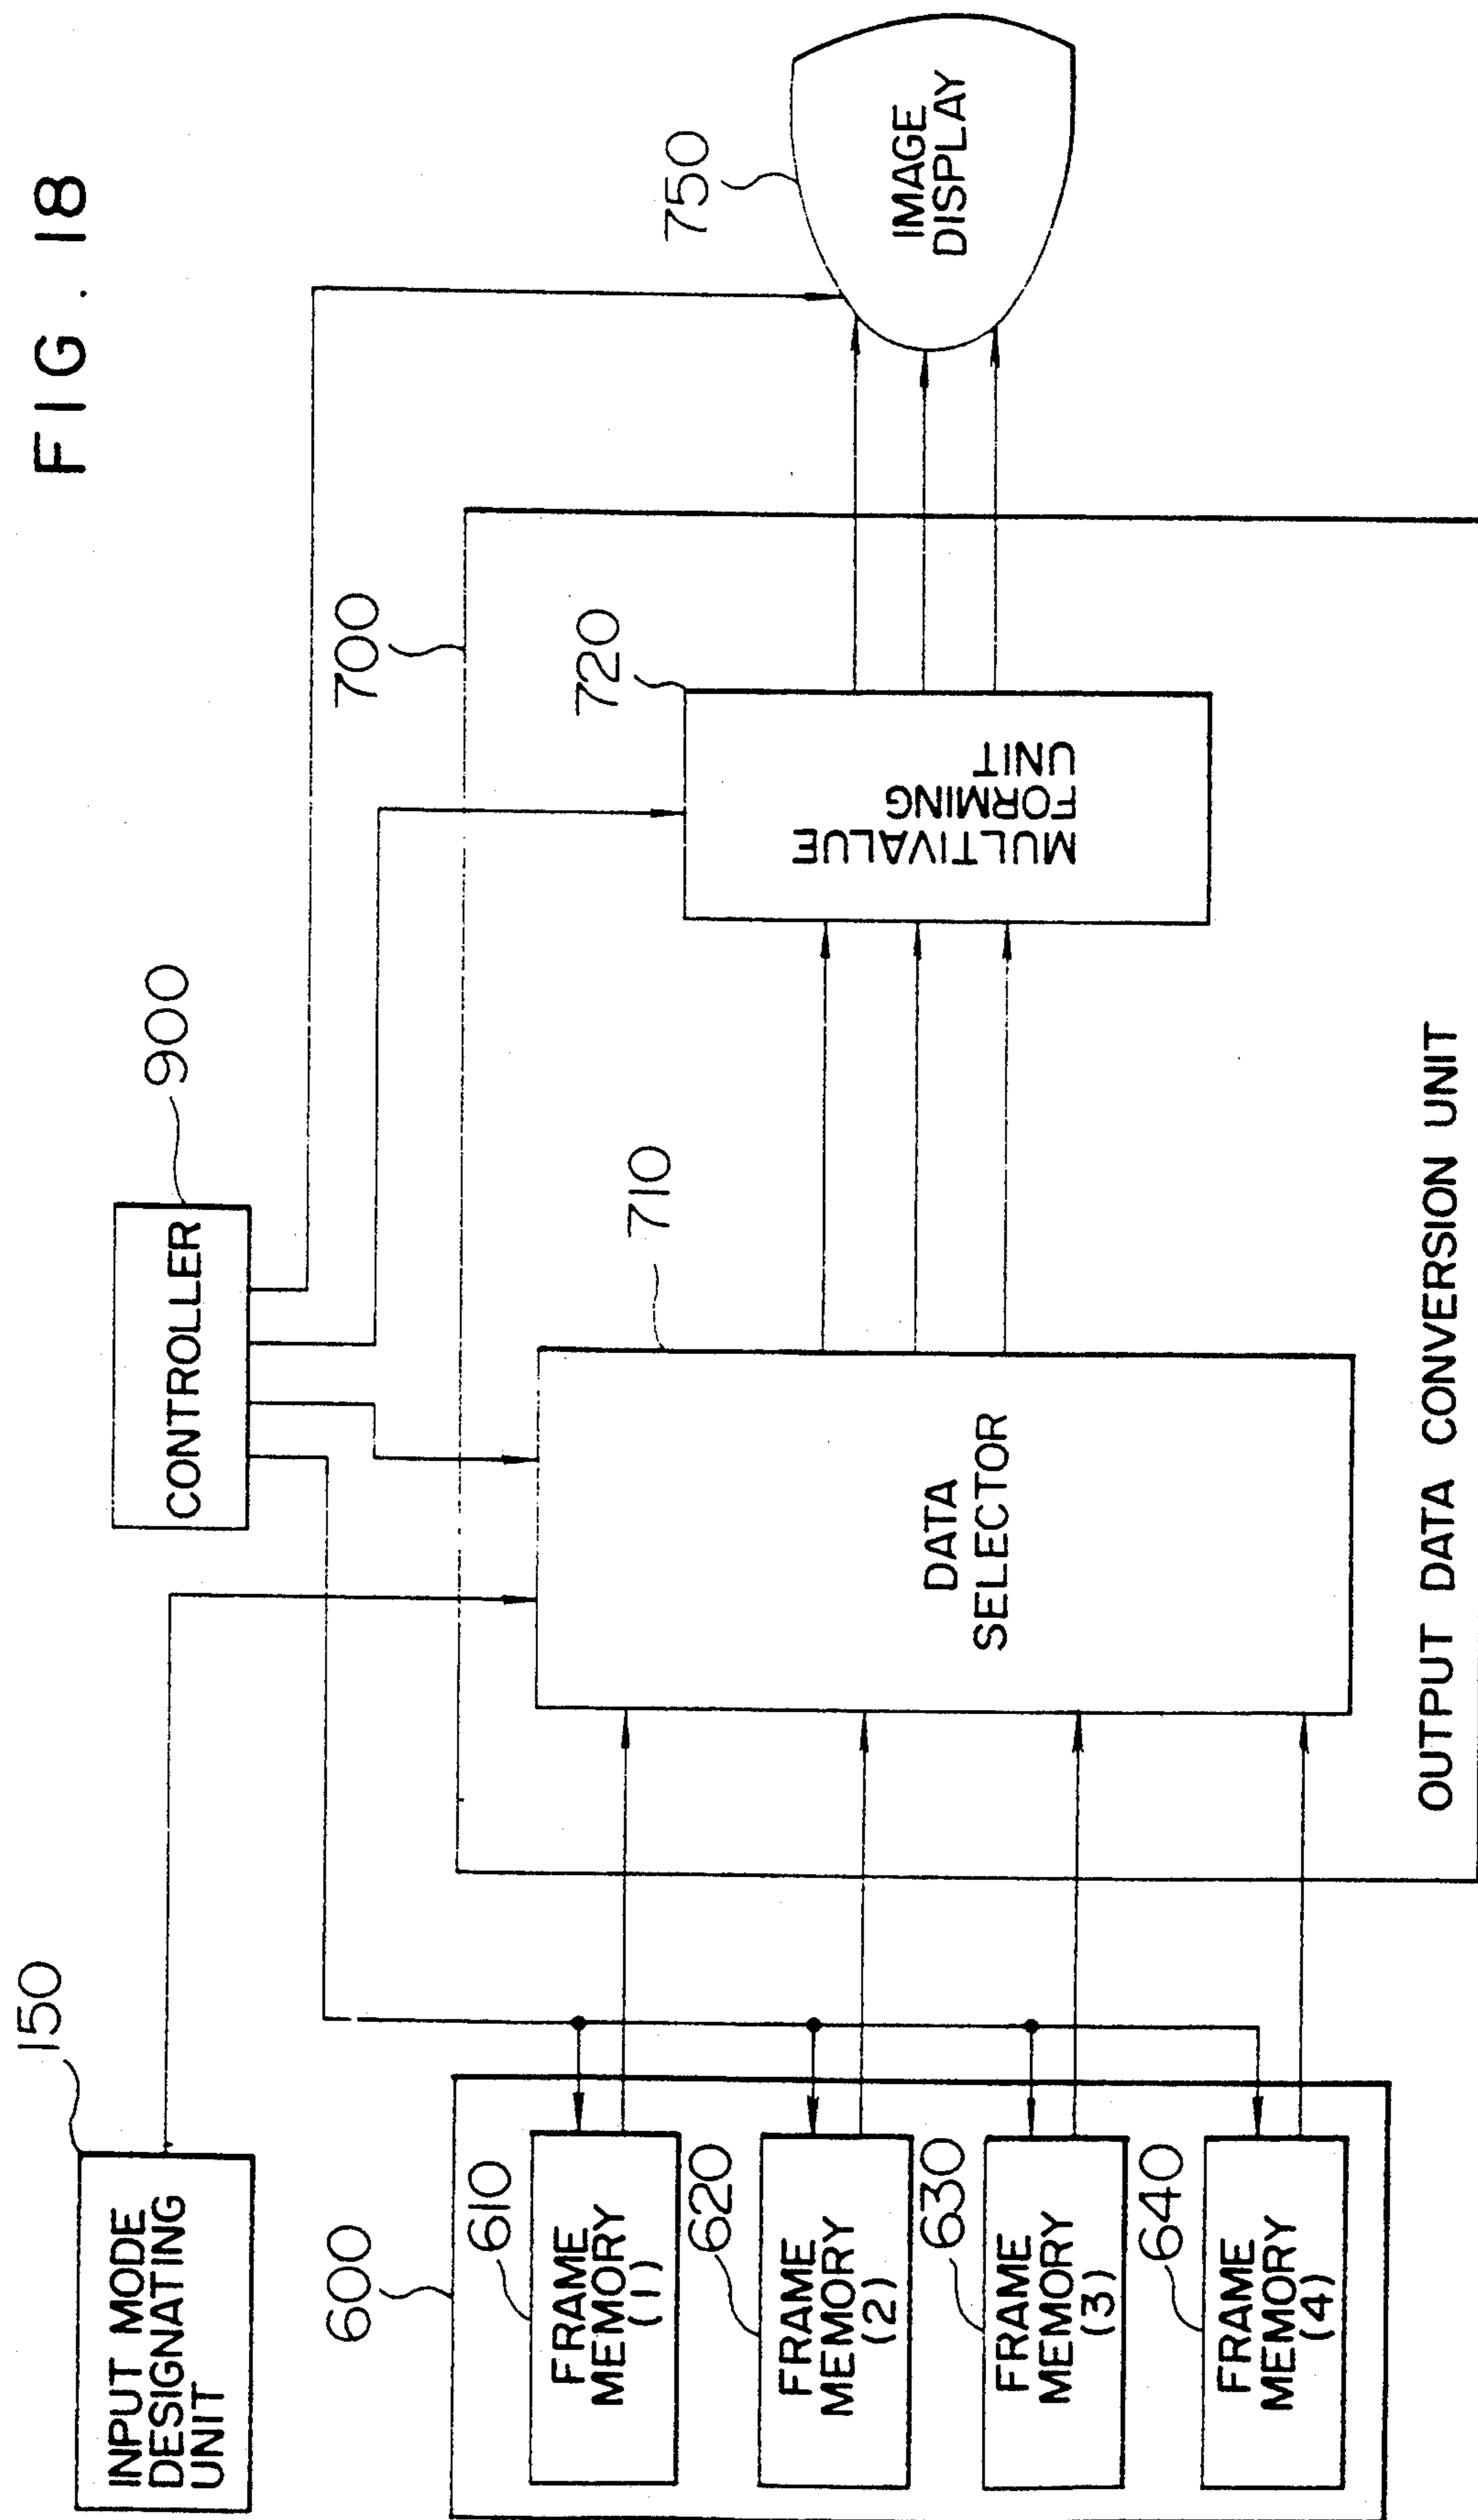 FIG. 18
150
INPUT MODE
DESIGNATING
UNIT
900
CONTROLLER
600
610
FRAME
MEMORY
(1)
620
FRAME
MEMORY
(2)
630
FRAME
MEMORY
(3)
640
FRAME
MEMORY
(4)
700
710
DATA
SELECTOR
720
MULTIVALUE
FORMING
UNIT
750
IMAGE
DISPLAY
OUTPUT DATA CONVERSION UNIT